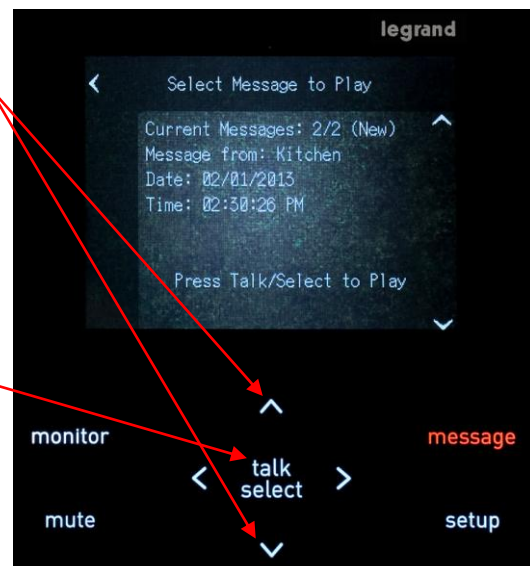 legrand
Select Message to Play
Current Messages: 2/2 (New)
Message from: Kitchen
Date: 02/01/2013
Time: 02:30:26 PM
Press Talk/Select to Play
monitor
message
talk
select
mute
setup